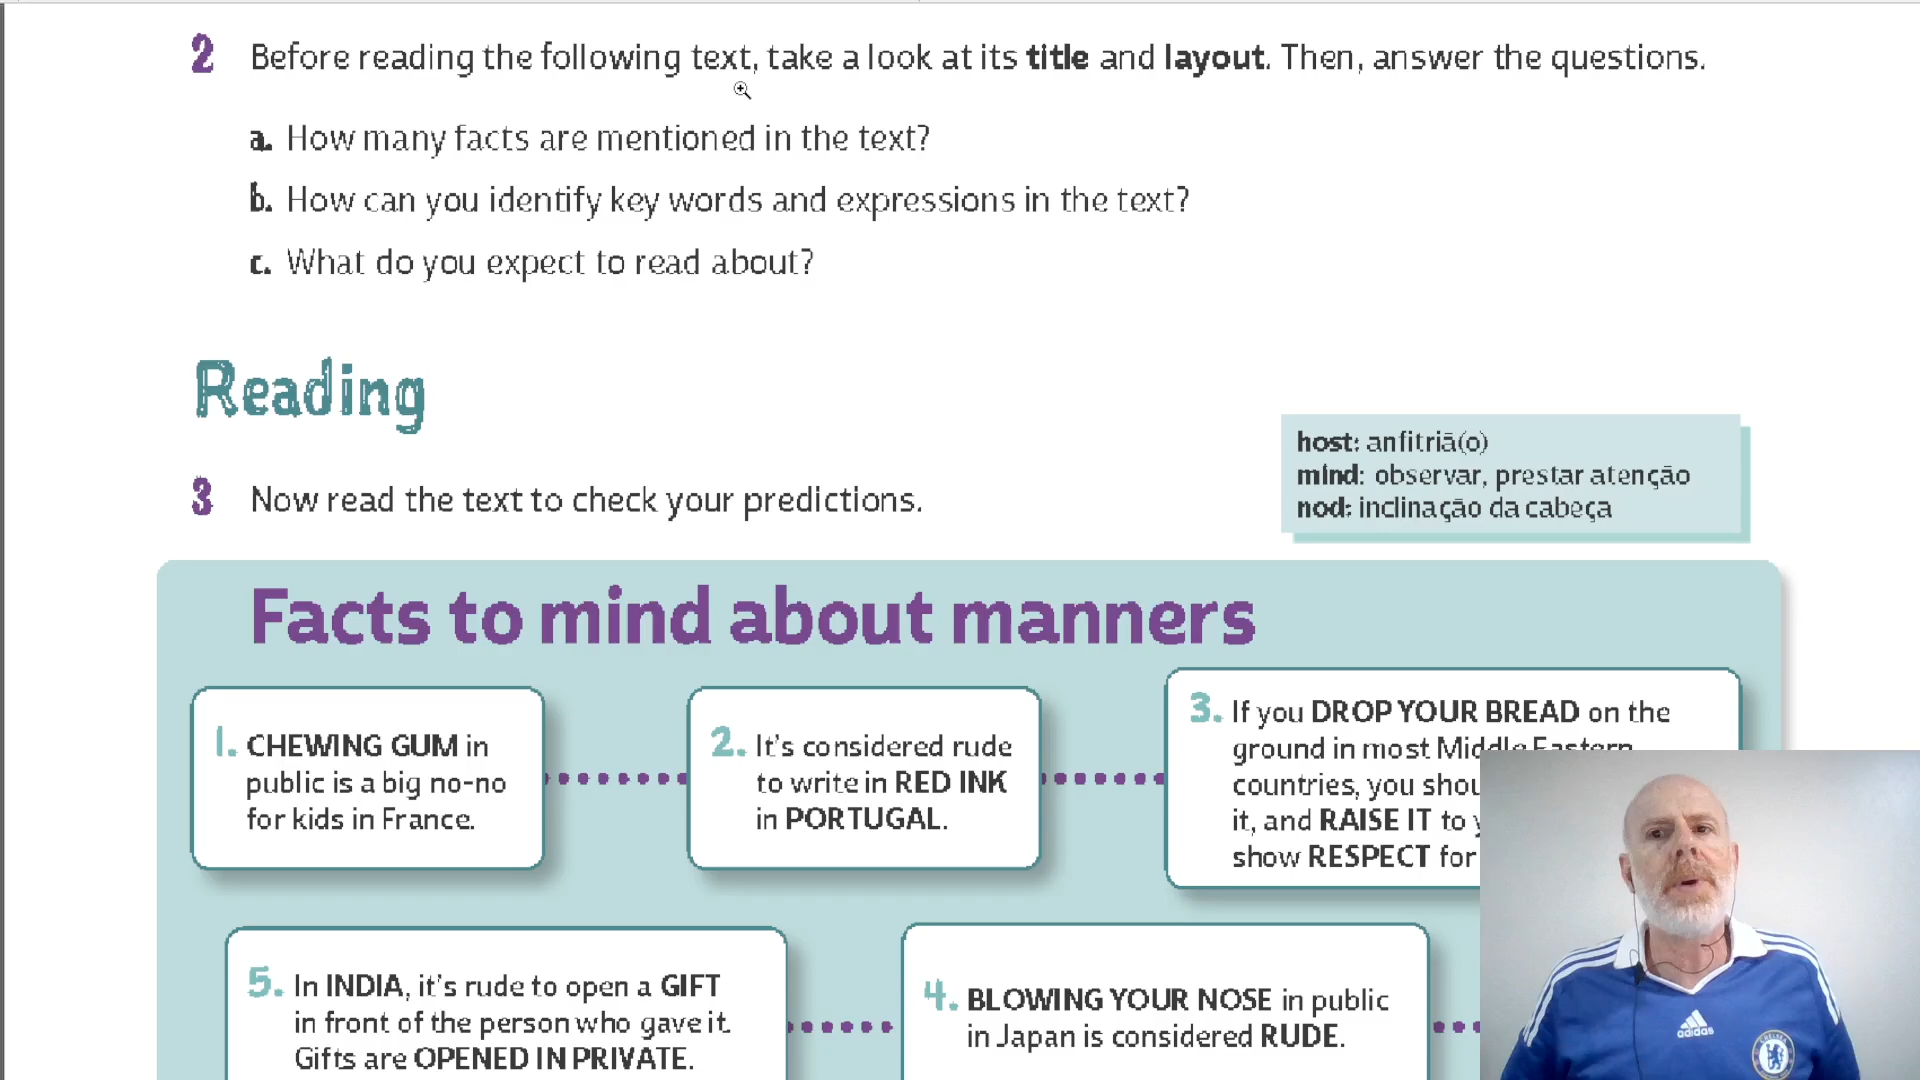 2 Before reading the following text, take a look at its title and layout. Then, answer the questions.
a. How many facts are mentioned in the text?
b. How can you identify key words and expressions in the text?
c. What do you expect to read about?
Reading
host: anfitriã(o)
mind: observar, prestar atenção
nod: inclinação da cabeça
3 Now read the text to check your predictions.
Facts to mind about manners
1. CHEWING GUM in
public is a big no-no
for kids in France.
2. It's considered rude
to write in RED INK
in PORTUGAL.
3. If you DROP YOUR BREAD on the
ground in most Middle Eastern
countries, you
it, and RAISE IT to
show RESPECT for
5. In INDIA, it's rude to open a GIFT
in front of the person who gave it.
Gifts are OPENED IN PRIVATE.
4. BLOWING YOUR NOSE in public
in Japan is considered RUDE.
adidas
CHELSEA